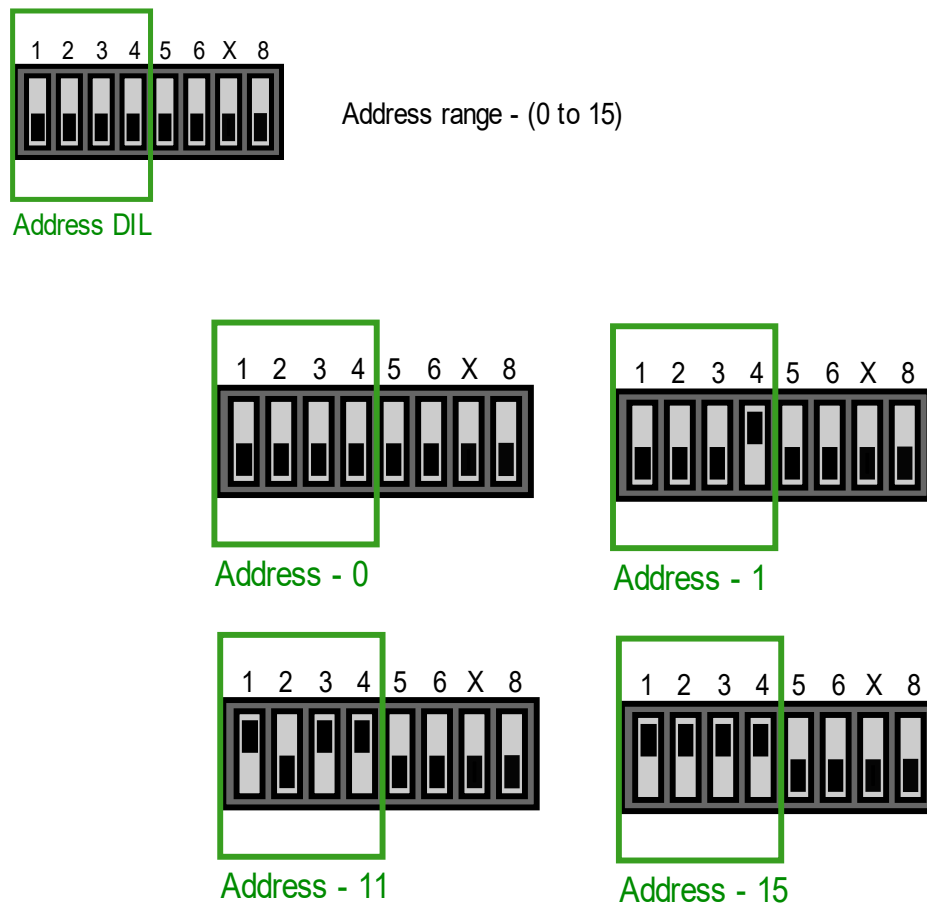 1 2 3 4 5 6 X 8
Address range - (0 to 15)
Address DIL
1 2 3 4 5 6 X 8
Address - 0
1 2 3 4 5 6 X 8
Address - 1
1 2 3 4 5 6 X 8
Address - 11
1 2 3 4 5 6 X 8
Address - 15